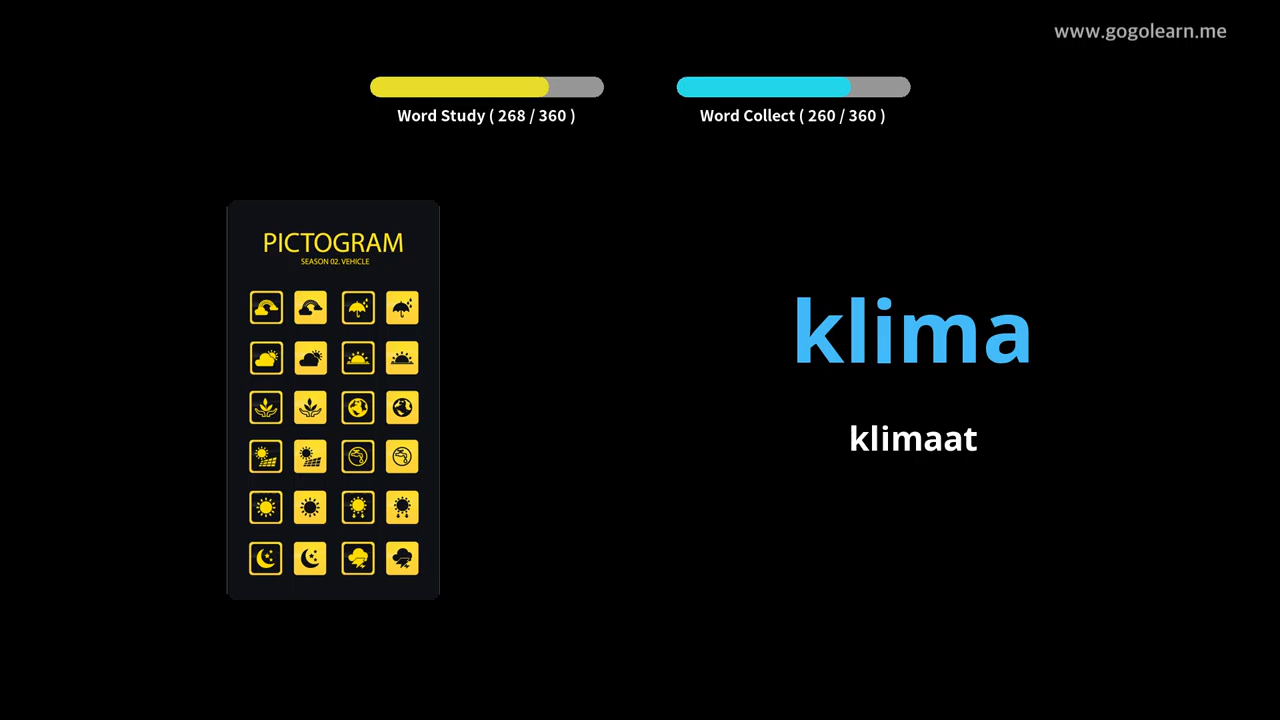 www.gogolearn.me
Word Study ( 268 / 360 )
Word Collect ( 260 / 360 )
PICTOGRAM
SEASON 02. VEHICLE
klima
klimaat